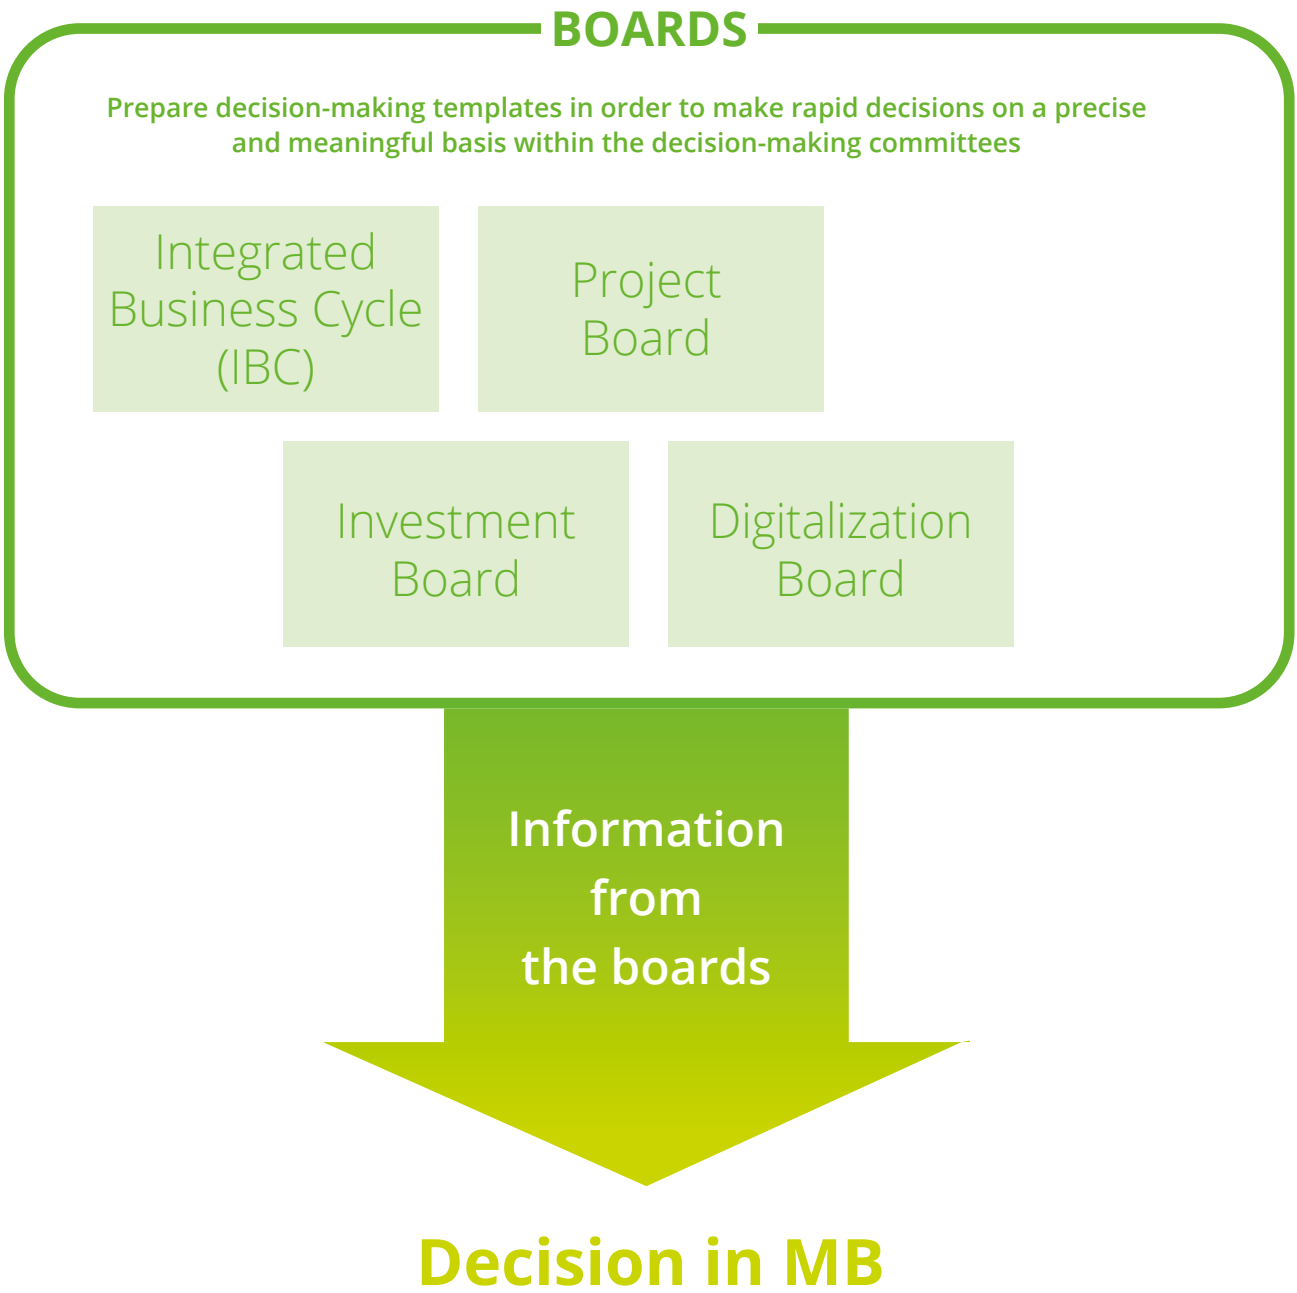 BOARDS
Prepare decision-making templates in order to make rapid decisions on a precise
and meaningful basis within the decision-making committees
Integrated
Business Cycle
(IBC)
Project
Board
Investment
Board
Digitalization
Board
Information
from
the boards
Decision in MB